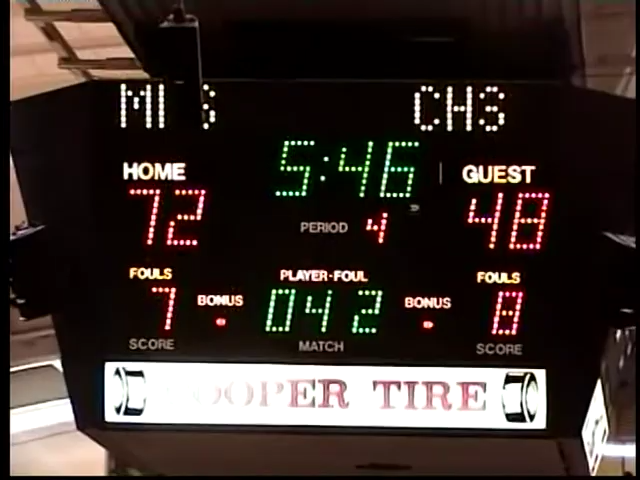 CHS
5:46
HOME GUEST
72 48
PERIOD 4
FOULS PLAYER-FOUL FOULS
7 BONUS 042 BONUS 8
SCORE MATCH SCORE
TIRE